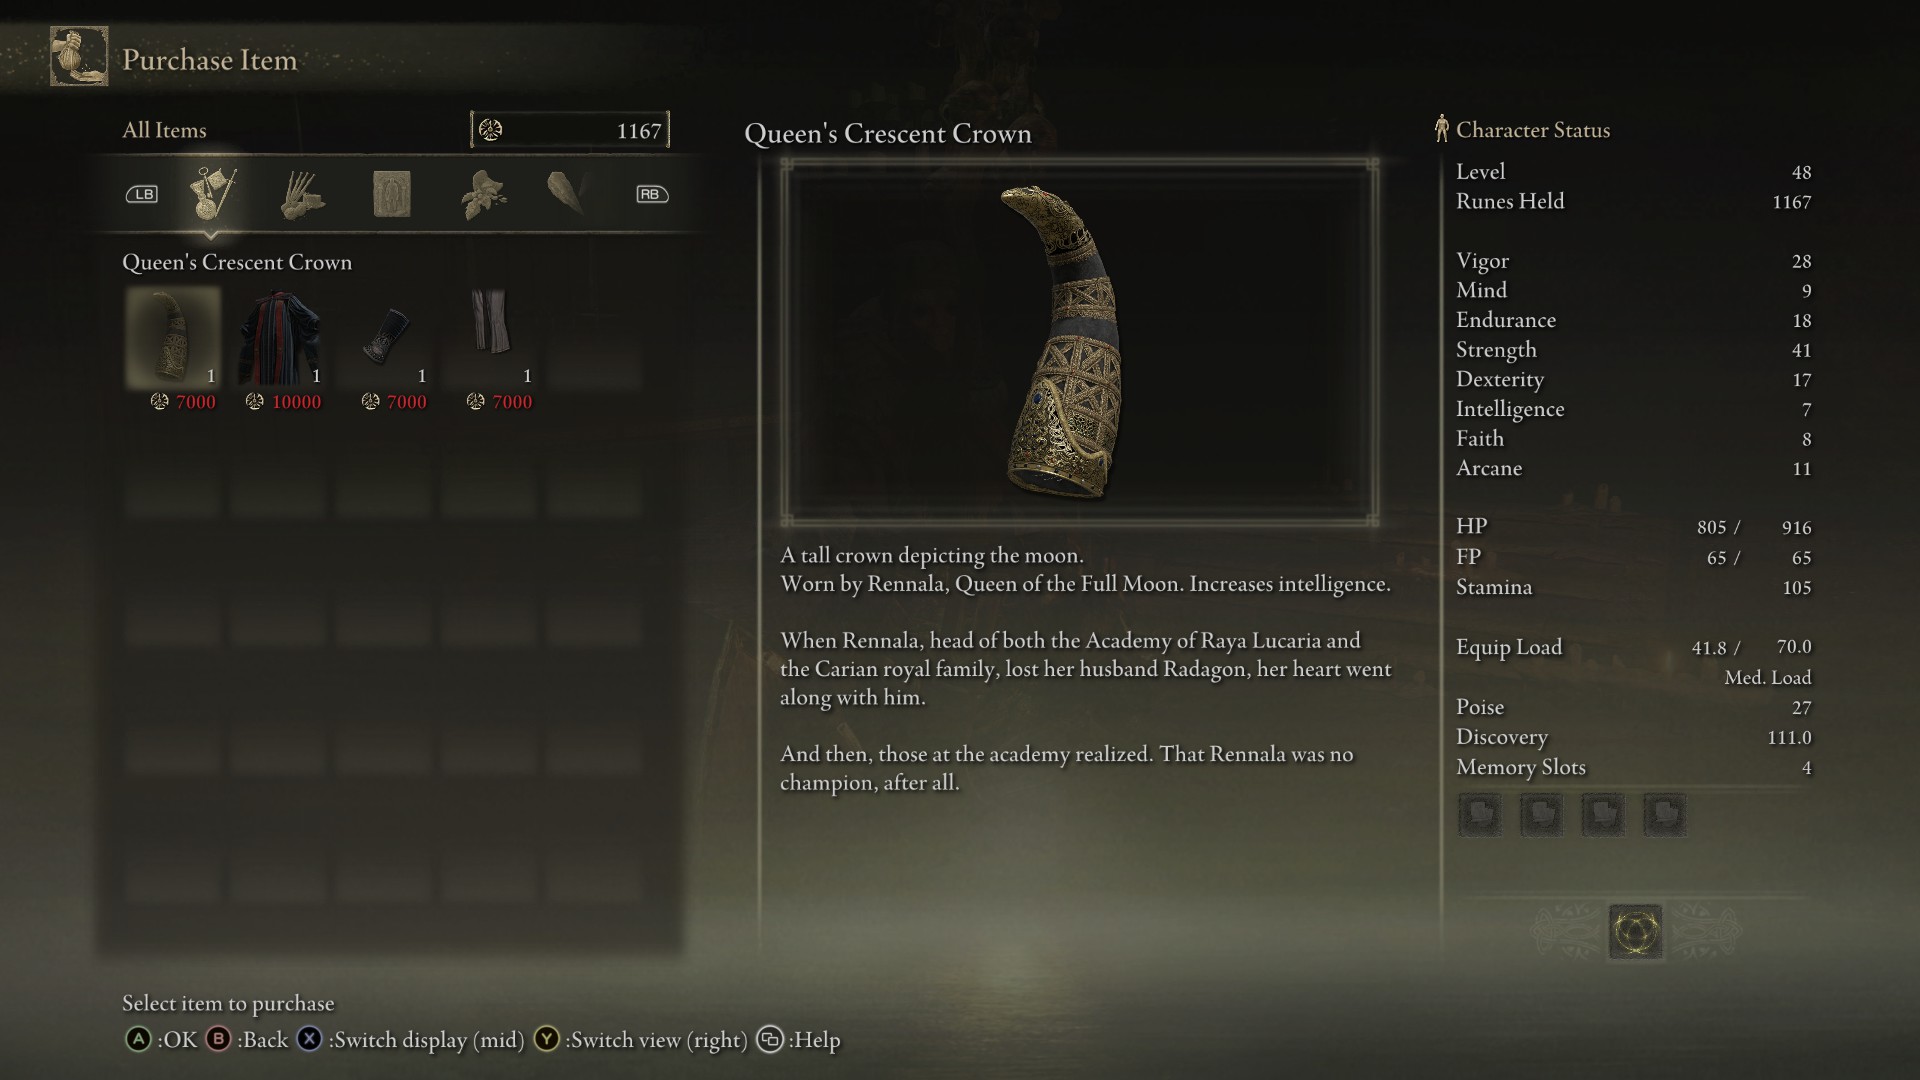 Purchase Item
All Items
1167
LB
RB
Queen's Crescent Crown
1
1
1
1
7000
10000
7000
7000
Queen's Crescent Crown
A tall crown depicting the moon.
Worn by Rennala, Queen of the Full Moon. Increases intelligence.
When Rennala, head of both the Academy of Raya Lucaria and
the Carian royal family, lost her husband Radagon, her heart went
along with him.
And then, those at the academy realized. That Rennala was no
champion, after all.
Character Status
Level 48
Runes Held 1167
Vigor 28
Mind 9
Endurance 18
Strength 41
Dexterity 17
Intelligence 7
Faith 8
Arcane 11
HP 805 / 916
FP 65 / 65
Stamina 105
Equip Load 41.8 / 70.0
Med. Load
Poise 27
Discovery 111.0
Memory Slots 4
Select item to purchase
A :OK B :Back X :Switch display (mid) Y :Switch view (right) :Help